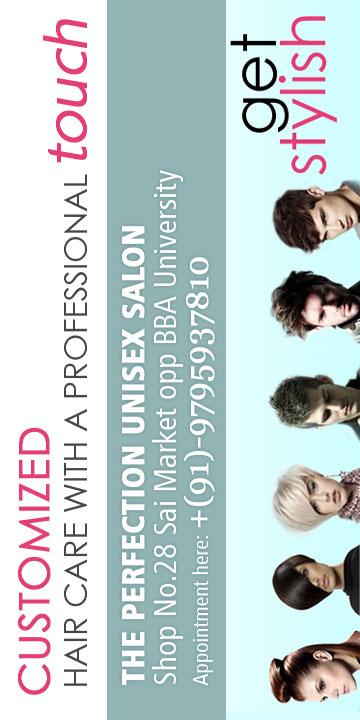 CUSTOMIZED
HAIR CARE WITH A PROFESSIONAL touch
THE PERFECTION UNISEX SALON
Shop No.28 Sai Market opp BBA University
Appointment here: +(91)-9795937810
get
stylish